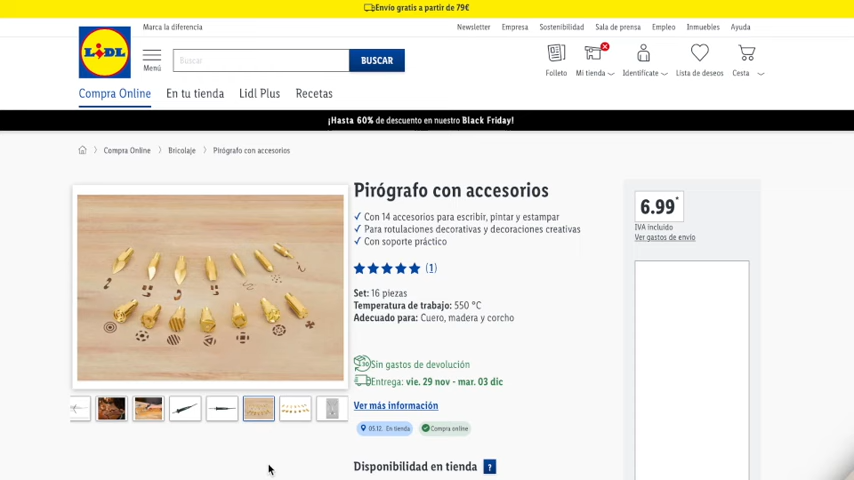 Envío gratis a partir de 79€
Marca la diferencia
Newsletter Empresa Sostenibilidad Sala de prensa Empleo Inmuebles Ayuda
LIDL
Menú
Buscar
BUSCAR
Folleto Mi tienda Identifícate Lista de deseos Cesta
Compra Online En tu tienda Lidl Plus Recetas
¡Hasta 60% de descuento en nuestro Black Friday!
Compra Online Bricolaje Pirógrafo con accesorios
Pirógrafo con accesorios
✓ Con 14 accesorios para escribir, pintar y estampar
✓ Para rotulaciones decorativas y decoraciones creativas
✓ Con soporte práctico
(1)
Set: 16 piezas
Temperatura de trabajo: 550 °C
Adecuado para: Cuero, madera y corcho
Sin gastos de devolución
Entrega: vie. 29 nov - mar. 03 dic
Ver más información
05.12. En tienda
Compra online
Disponibilidad en tienda ?
6.99*
IVA incluido
Ver gastos de envío